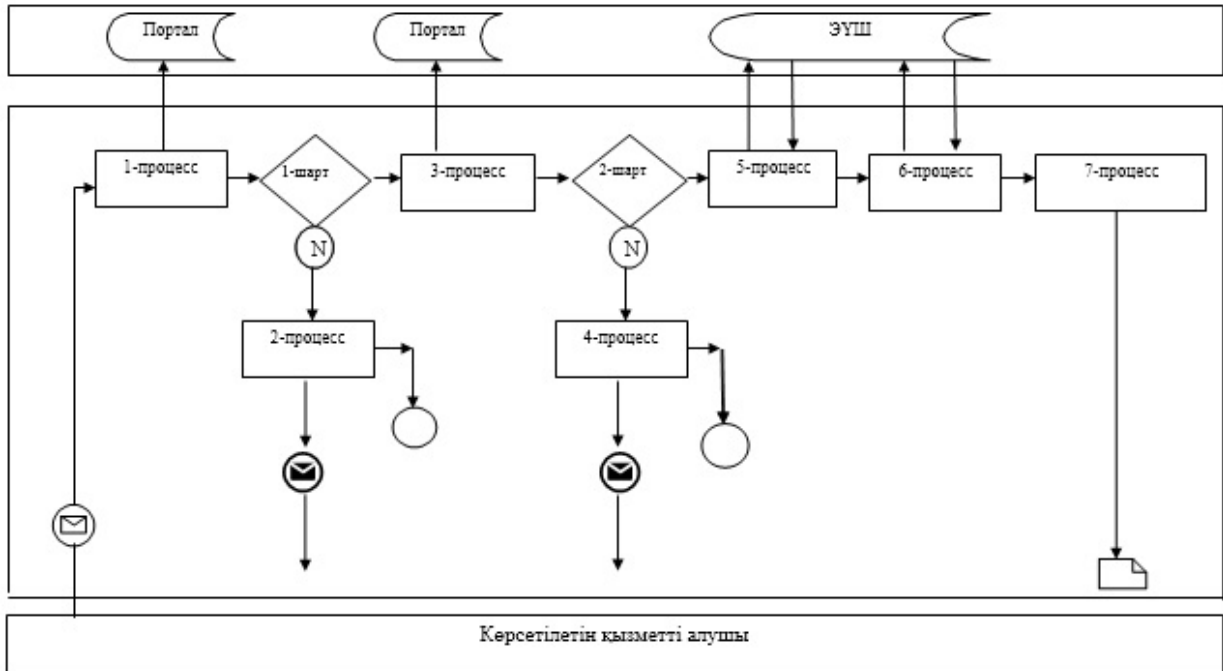 Портал
Портал
ЭҮШ
1-процесс
1-шарт
3-процесс
2-шарт
5-процесс
6-процесс
7-процесс
N
N
2-процесс
4-процесс
Көрсетілетін қызметті алушы